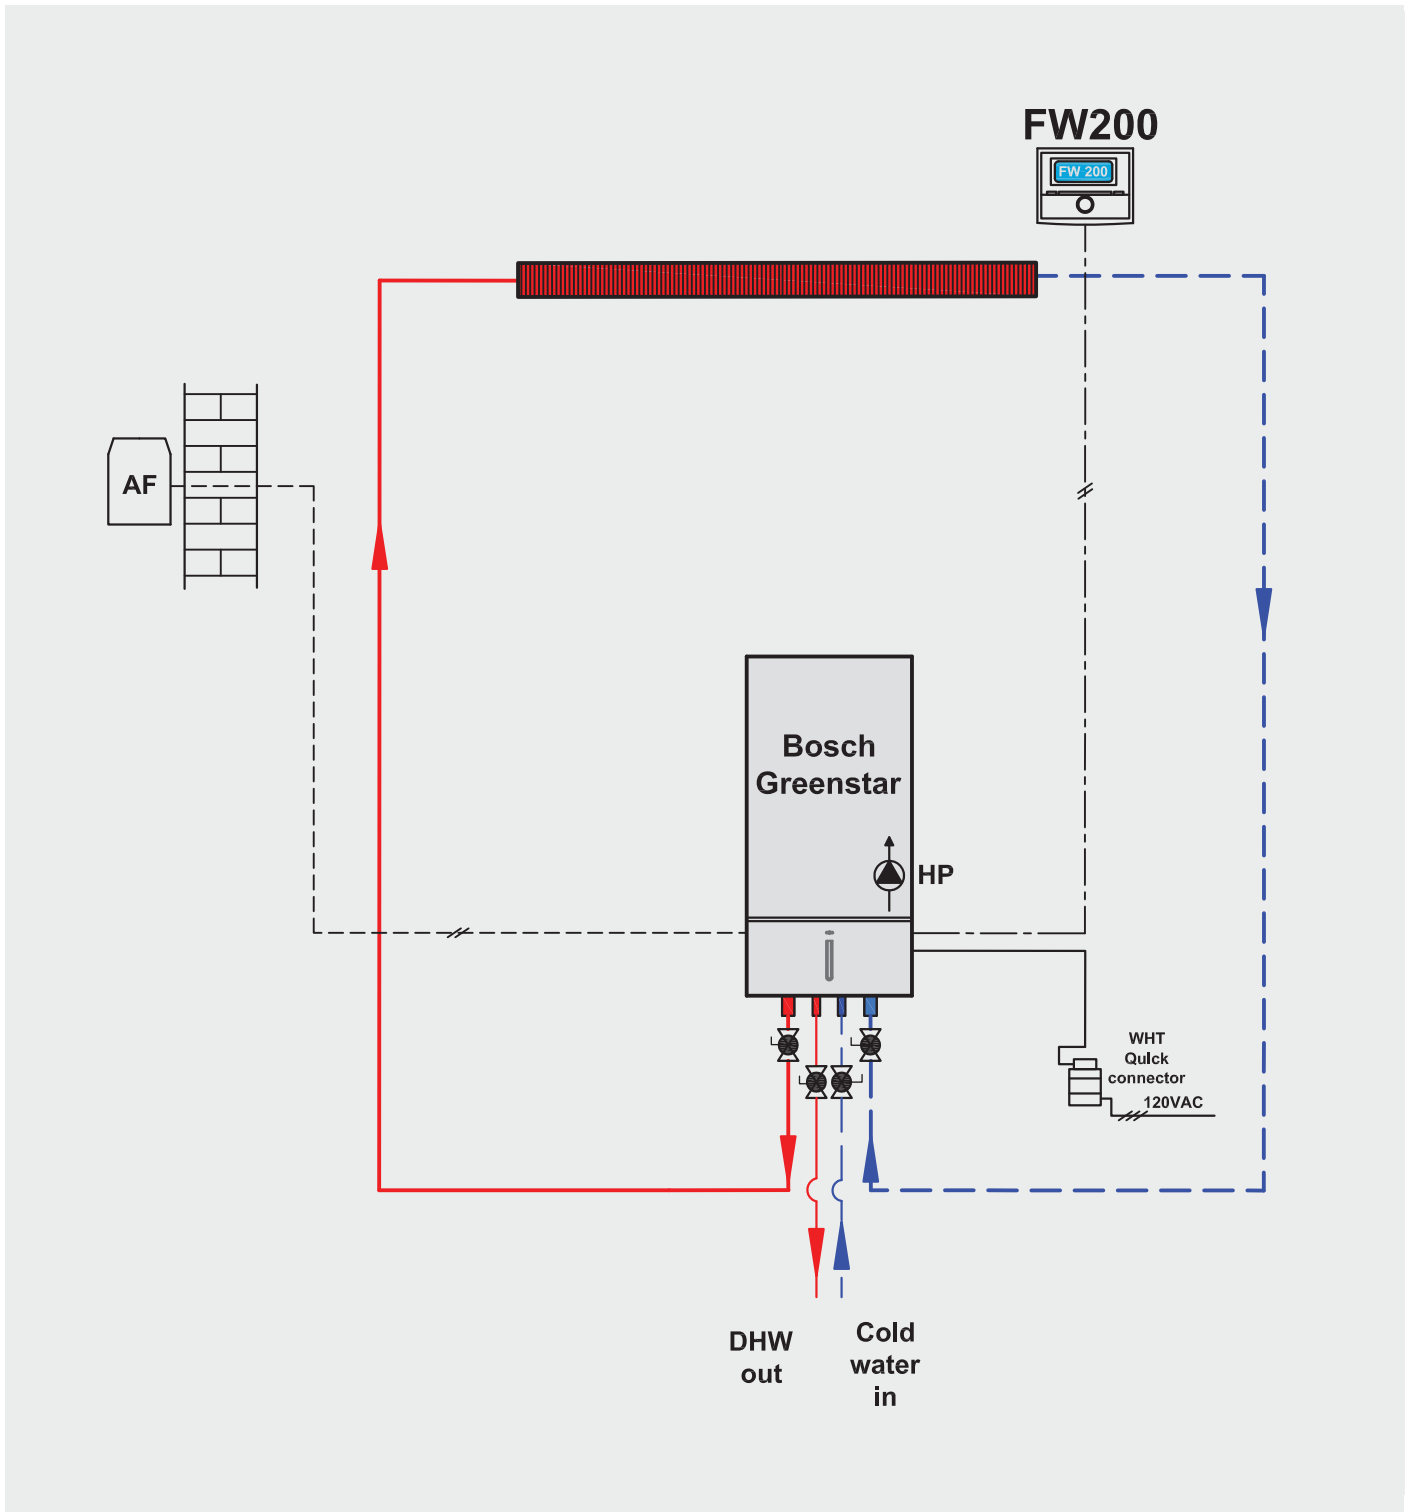 FW200
FW 200
AF
Bosch
Greenstar
HP
WHT
Quick
connector
120VAC
DHW
out
Cold
water
in